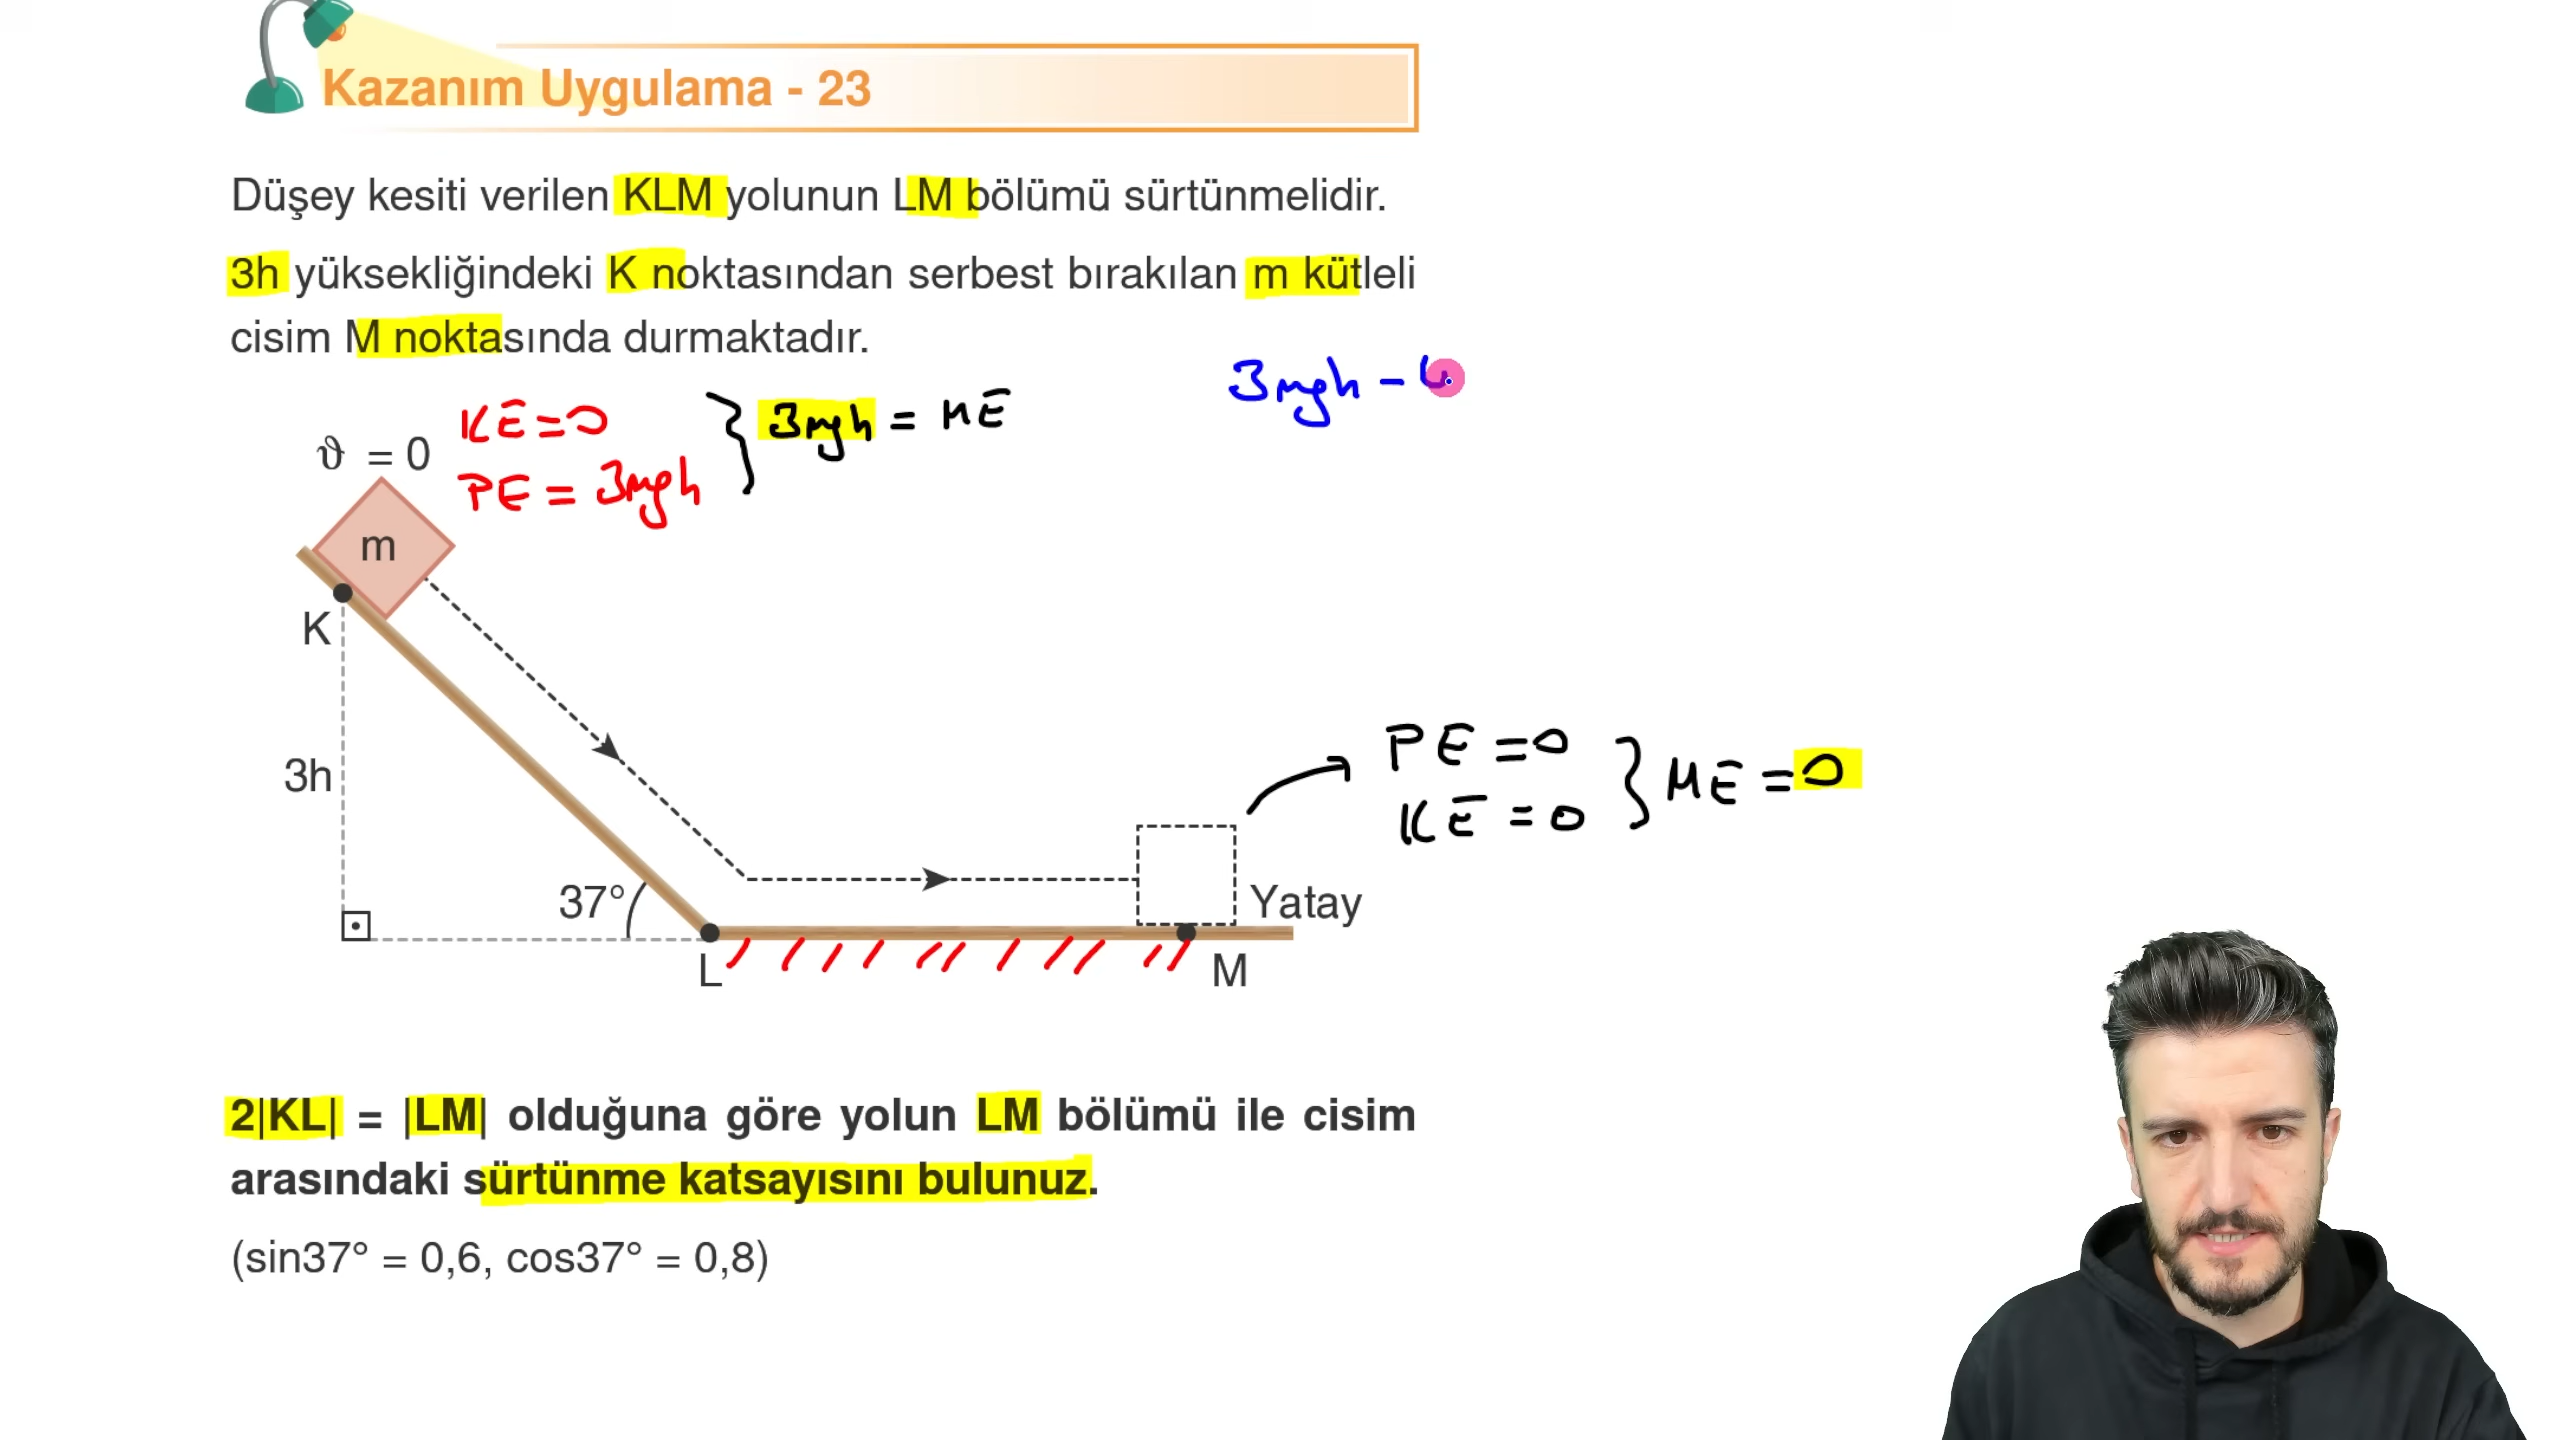 Kazanım Uygulama - 23
Düşey kesiti verilen KLM yolunun LM bölümü sürtünmelidir.
3h yüksekliğindeki K noktasından serbest bırakılan m kütleli
cisim M noktasında durmaktadır.
3mgh -
KE = 0
PE = 3mgh
} 3mgh = ME
ϑ = 0
m
K
3h
37°
L
M
Yatay
PE = 0
KE = 0
} ME = 0
2|KL| = |LM| olduğuna göre yolun LM bölümü ile cisim
arasındaki sürtünme katsayısını bulunuz.
(sin37° = 0,6, cos37° = 0,8)